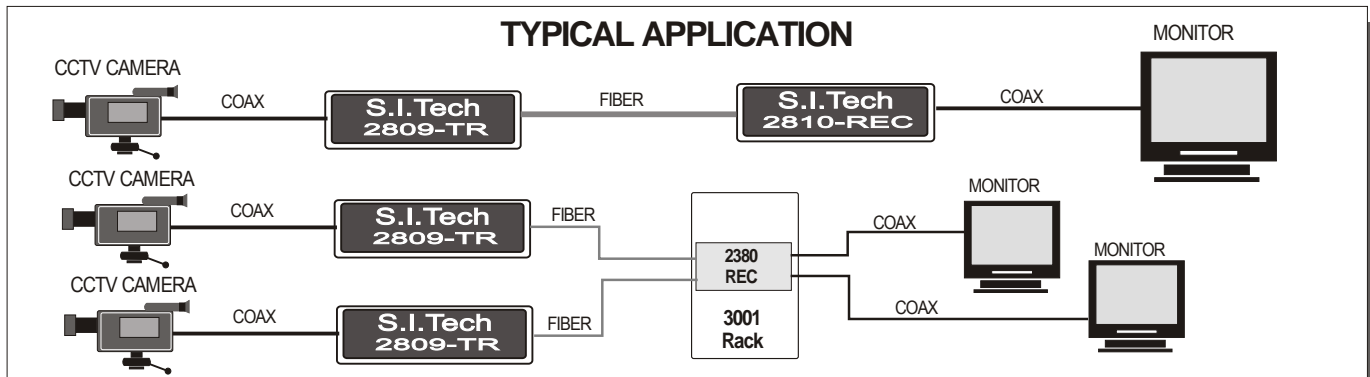 TYPICAL APPLICATION
CCTV CAMERA
COAX
S.I.Tech
2809-TR
FIBER
S.I.Tech
2810-REC
COAX
MONITOR
CCTV CAMERA
COAX
S.I.Tech
2809-TR
FIBER
2380
REC
3001
Rack
COAX
MONITOR
CCTV CAMERA
COAX
S.I.Tech
2809-TR
FIBER
COAX
MONITOR